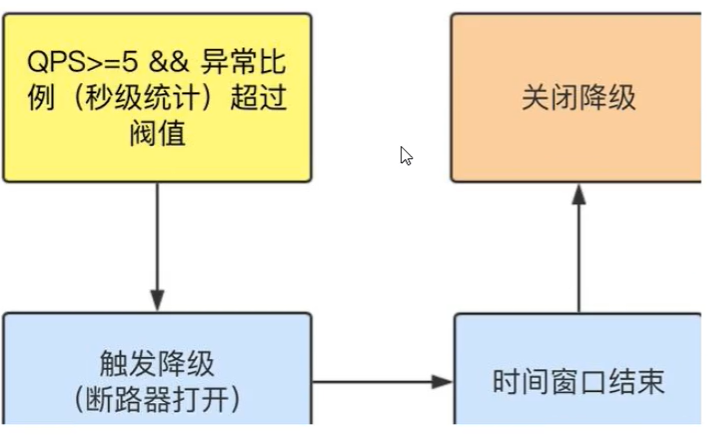 QPS>=5 && 异常比
例（秒级统计）超过
阀值
关闭降级
触发降级
（断路器打开）
时间窗口结束